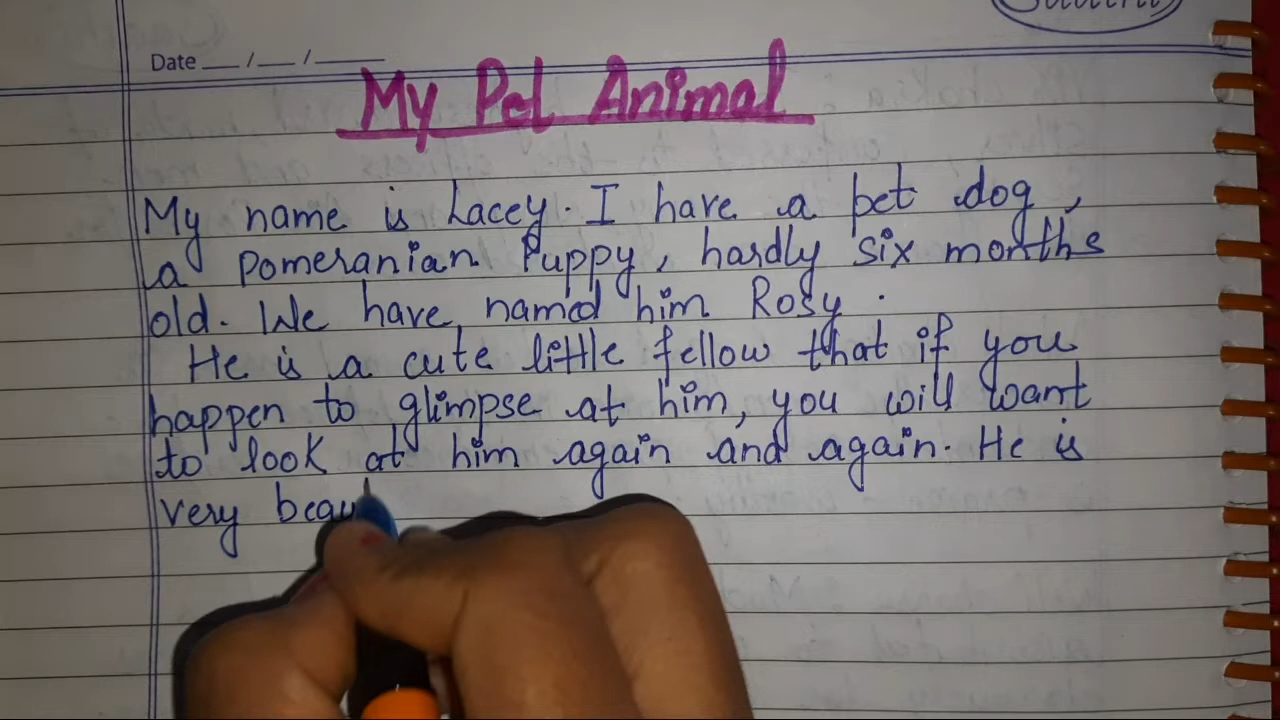 Date __ /__ /____
My Pet Animal
My name is Lacey. I have a pet dog,
a Pomeranian Puppy, hardly six months
old. We have named him Rosy.
He is a cute little fellow that if you
happen to glimpse at him, you will want
to look at him again and again. He is
very beau